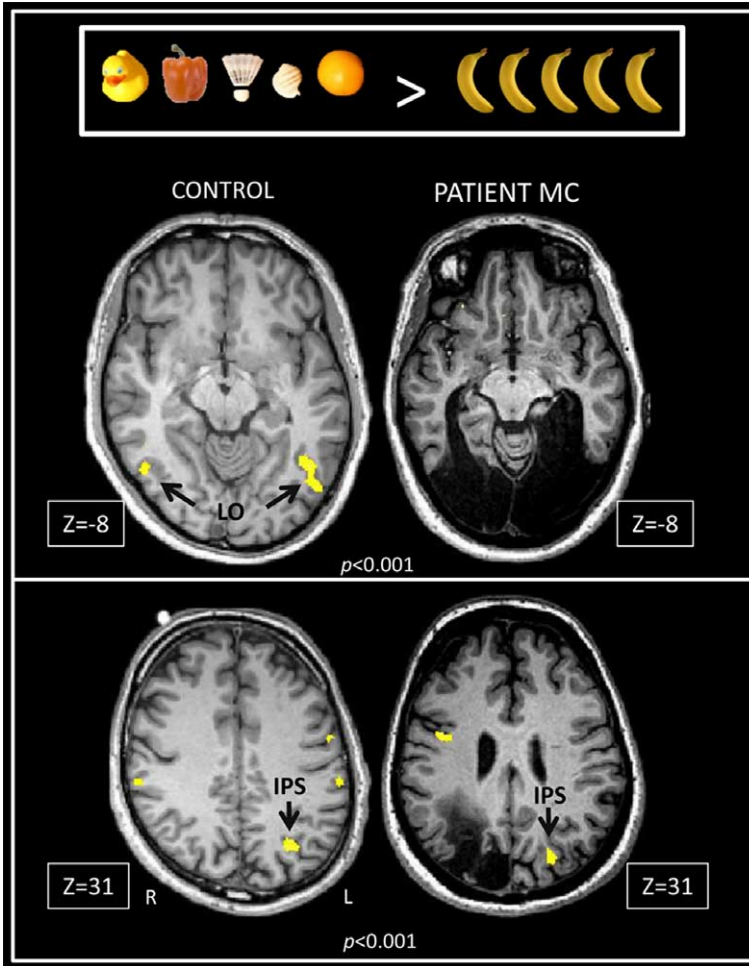 >
CONTROL
PATIENT MC
LO
Z=-8
Z=-8
p<0.001
IPS
IPS
Z=31
R
L
Z=31
p<0.001